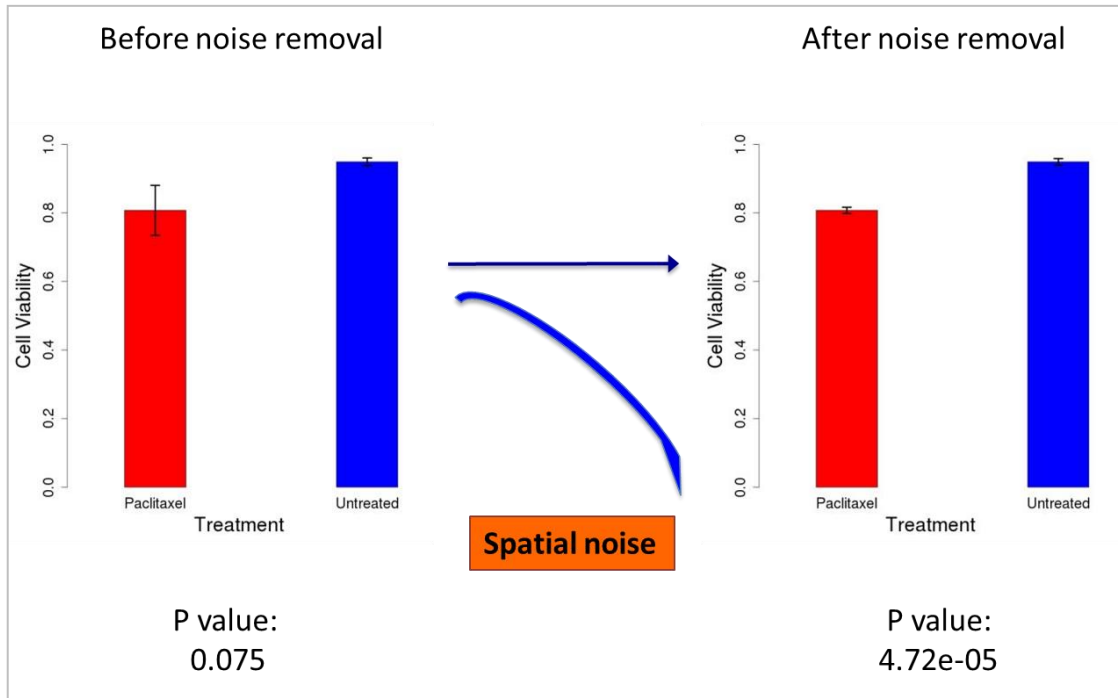 Before noise removal
After noise removal
Cell Viability
1.0
0.8
0.6
0.4
0.2
0.0
Paclitaxel
Untreated
Treatment
Spatial noise
Cell Viability
1.0
0.8
0.6
0.4
0.2
0.0
Paclitaxel
Untreated
Treatment
P value:
0.075
P value:
4.72e-05